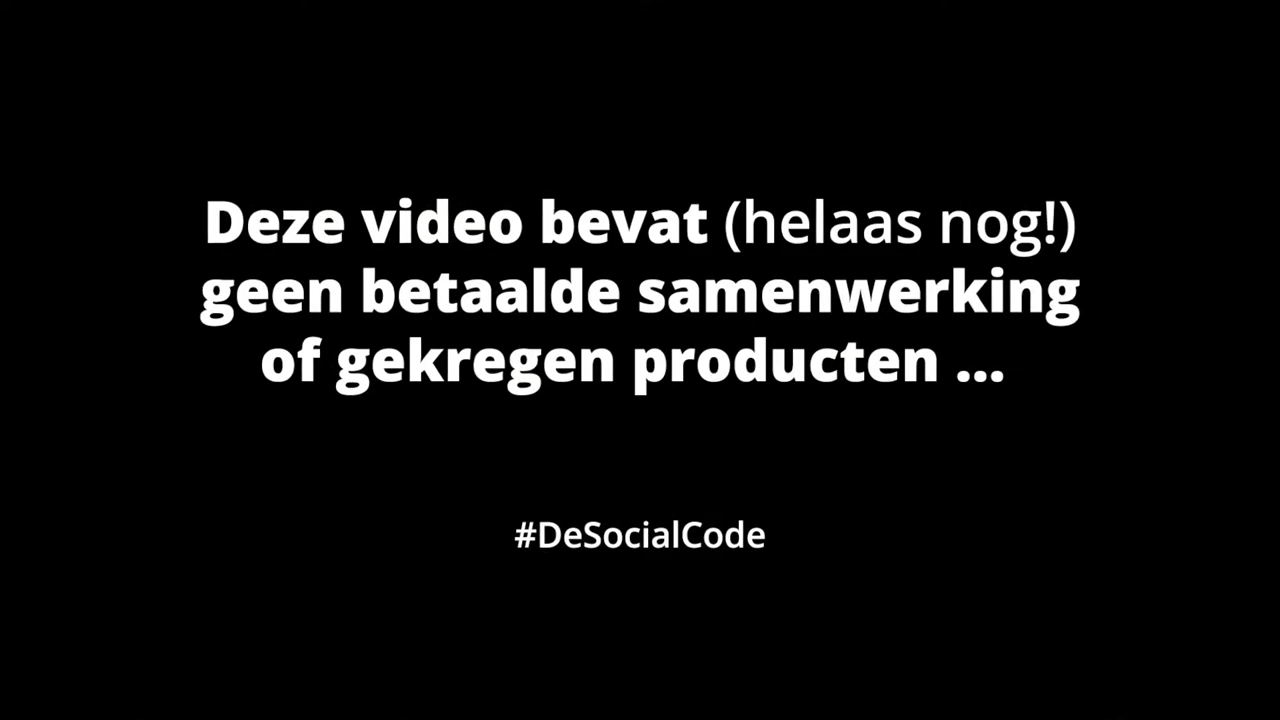 Deze video bevat (helaas nog!)
geen betaalde samenwerking
of gekregen producten ...
#DeSocialCode